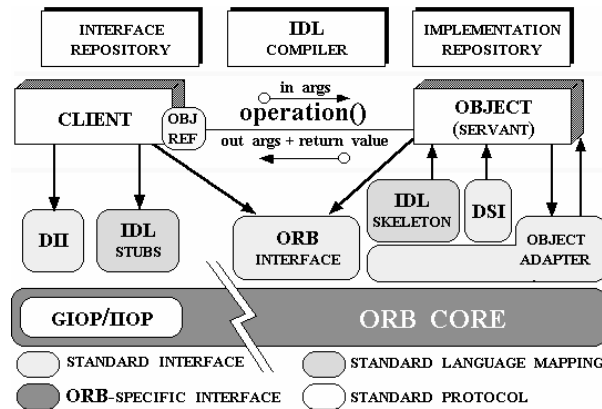 INTERFACE
REPOSITORY
IDL
COMPILER
IMPLEMENTATION
REPOSITORY
CLIENT
OBJ
REF
in args
operation()
out args + return value
OBJECT
(SERVANT)
DII
IDL
STUBS
ORB
INTERFACE
IDL
SKELETON
DSI
OBJECT
ADAPTER
GIOP/IIOP
ORB CORE
STANDARD INTERFACE
STANDARD LANGUAGE MAPPING
ORB-SPECIFIC INTERFACE
STANDARD PROTOCOL